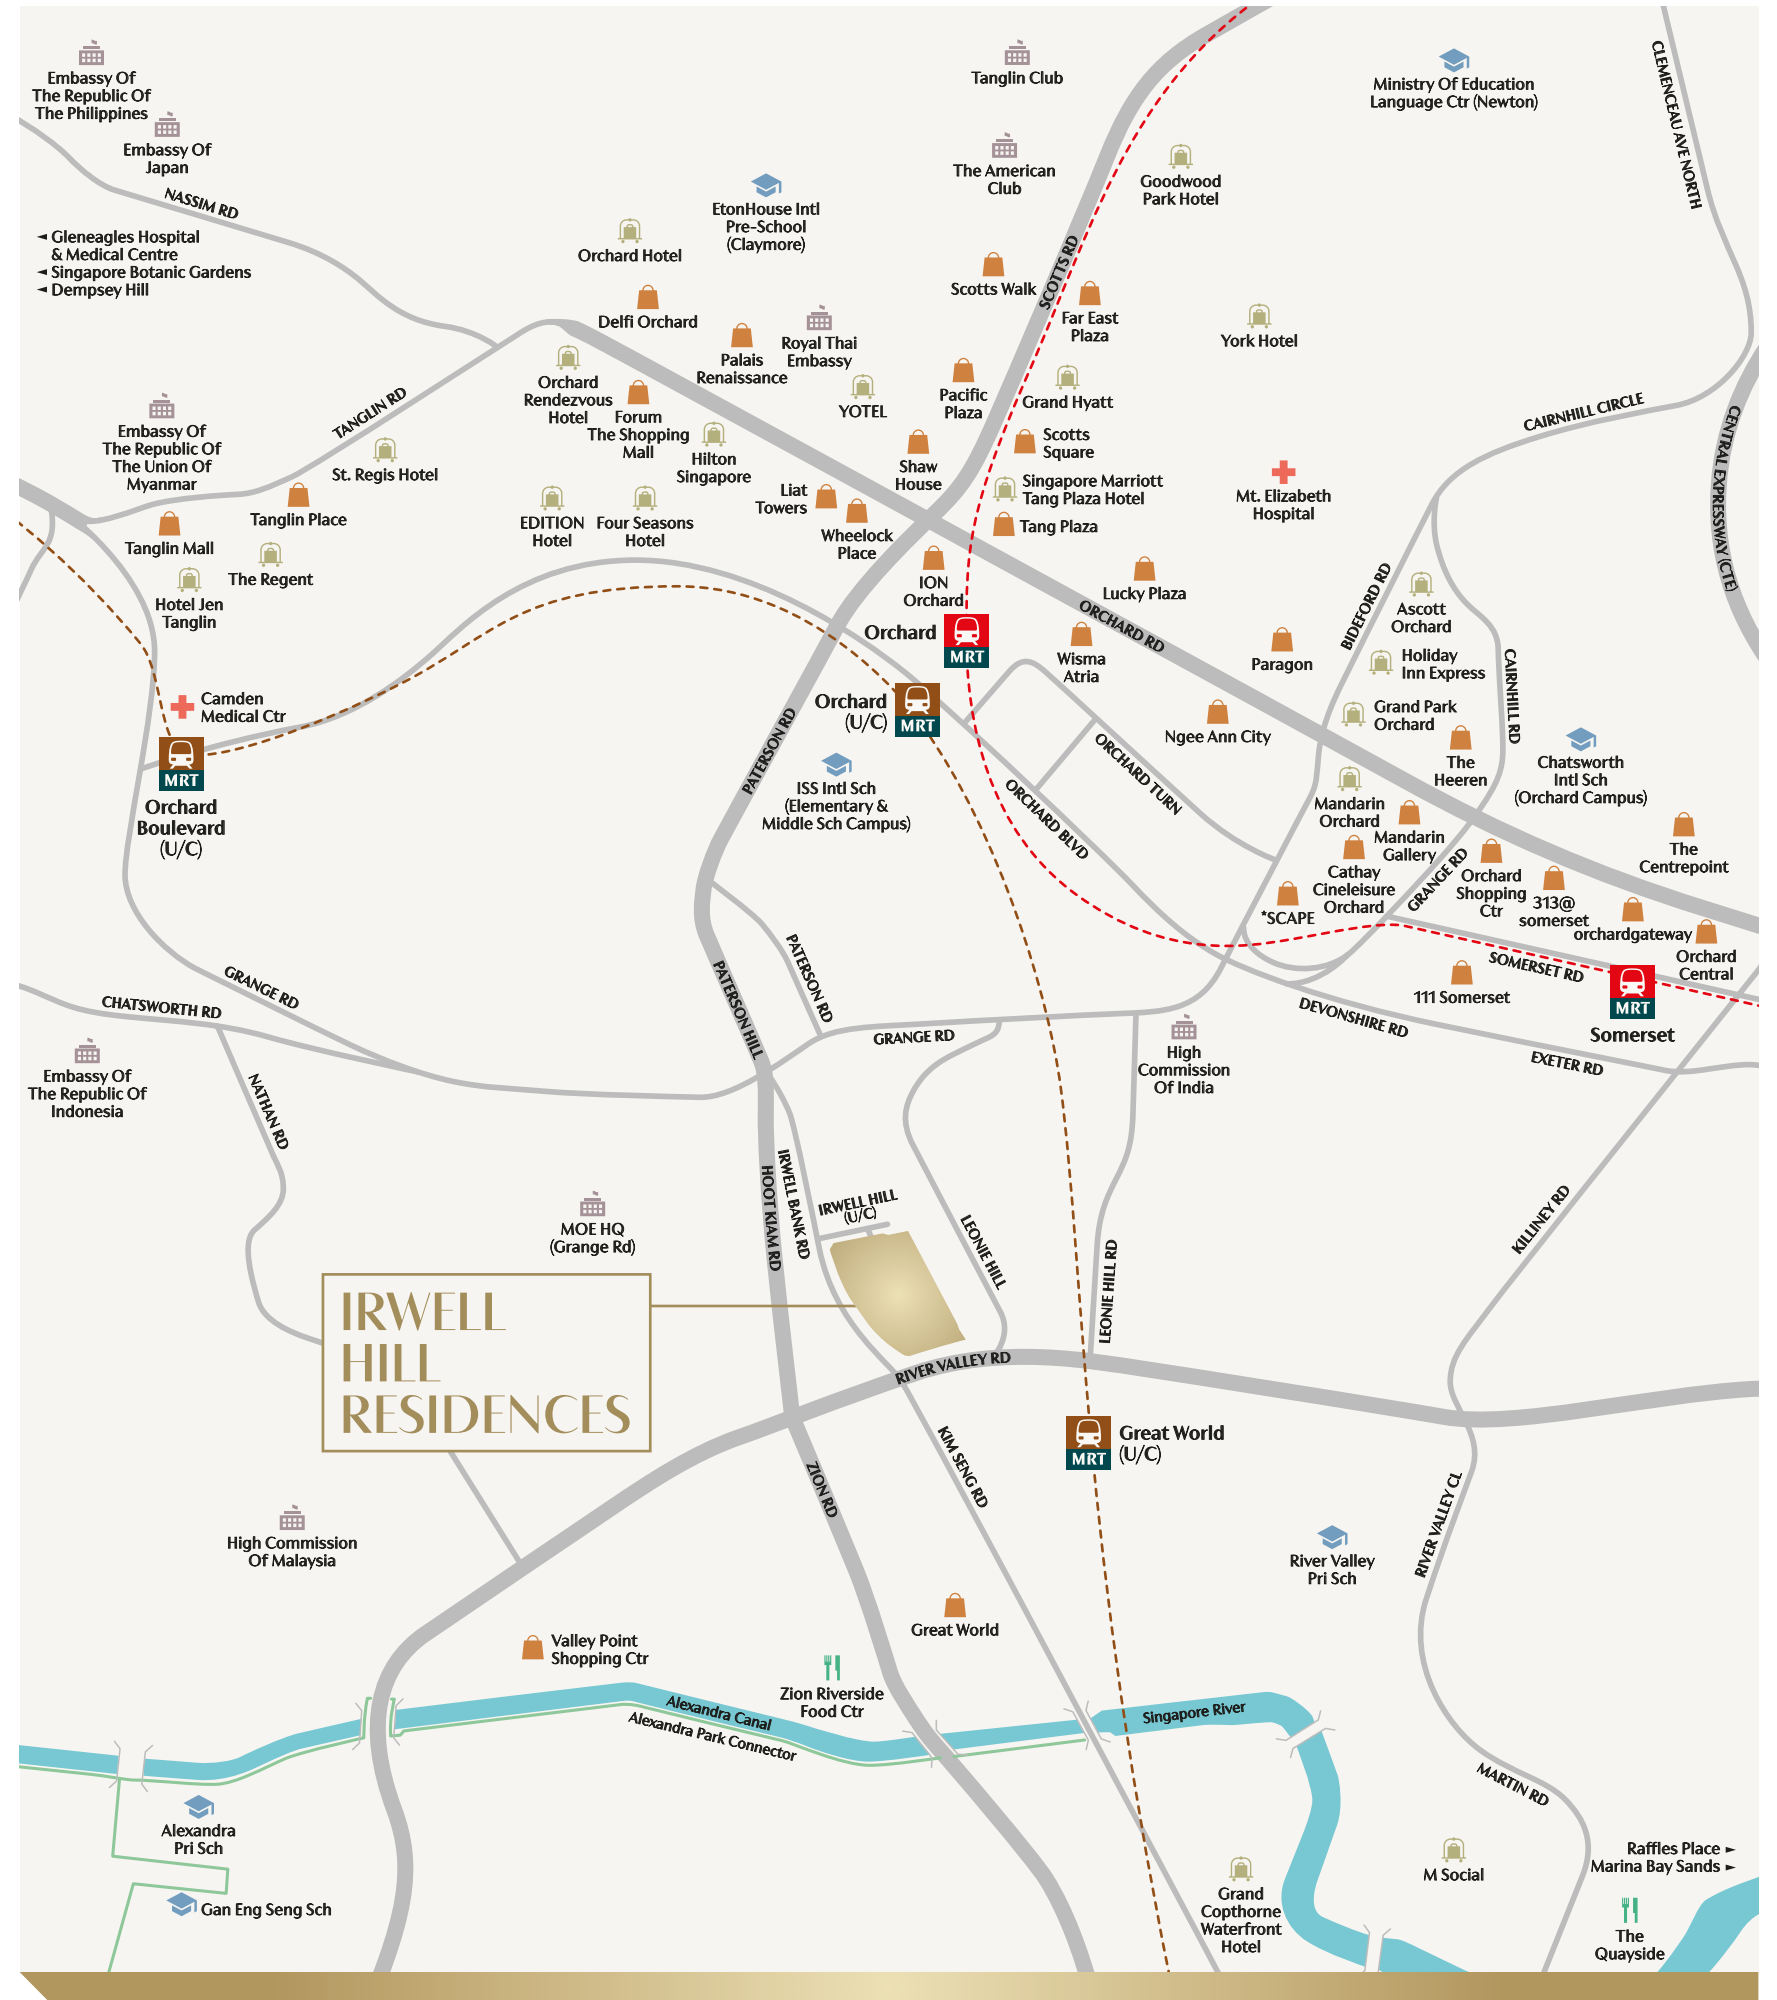 Embassy Of
The Republic Of
The Philippines
Embassy Of
Japan
NASSIM RD
Gleneagles Hospital
& Medical Centre
Singapore Botanic Gardens
Dempsey Hill
Tanglin Club
The American
Club
Ministry Of Education
Language Ctr (Newton)
CLEMENCEAU AVE NORTH
Goodwood
Park Hotel
EtonHouse Intl
Pre-School
(Claymore)
Orchard Hotel
Delfi Orchard
Scotts Walk
SCOTTS RD
Far East
Plaza
York Hotel
Palais
Renaissance
Royal Thai
Embassy
YOTEL
Pacific
Plaza
Grand Hyatt
CAIRNHILL CIRCLE
CENTRAL EXPRESSWAY (CTE)
Orchard
Rendezvous
Hotel
Forum
The Shopping
Mall
Hilton
Singapore
TANGLIN RD
Embassy Of
The Republic Of
The Union Of
Myanmar
St. Regis Hotel
Shaw
House
Scotts
Square
Singapore Marriott
Tang Plaza Hotel
Tang Plaza
Mt. Elizabeth
Hospital
Liat
Towers
Wheelock
Place
EDITION
Hotel
Four Seasons
Hotel
Tanglin Place
Tanglin Mall
The Regent
Hotel Jen
Tanglin
ION
Orchard
Lucky Plaza
ORCHARD RD
BIDEFORD RD
Ascott
Orchard
Orchard
MRT
Wisma
Atria
Paragon
Holiday
Inn Express
CAIRNHILL RD
Camden
Medical Ctr
Orchard
(U/C)
MRT
Ngee Ann City
Grand Park
Orchard
The
Heeren
Chatsworth
Intl Sch
(Orchard Campus)
PATERSON RD
MRT
Orchard
Boulevard
(U/C)
ISS Intl Sch
(Elementary &
Middle Sch Campus)
ORCHARD TURN
ORCHARD BLVD
Mandarin
Orchard
Mandarin
Gallery
Cathay
Cineleisure
Orchard
GRANGE RD
Orchard
Shopping
Ctr
313@
somerset
The
Centrepoint
*SCAPE
orchardgateway
Orchard
Central
SOMERSET RD
111 Somerset
MRT
Somerset
PATERSON HILL
PATERSON RD
GRANGE RD
CHATSWORTH RD
GRANGE RD
DEVONSHIRE RD
EXETER RD
High
Commission
Of India
Embassy Of
The Republic Of
Indonesia
NATHAN RD
HOOT KIAM RD
IRWELL BANK RD
IRWELL HILL
(U/C)
LEONIE HILL
LEONIE HILL RD
KILLINEY RD
MOE HQ
(Grange Rd)
IRWELL
HILL
RESIDENCES
RIVER VALLEY RD
Great World
(U/C)
MRT
KIM SENG RD
ZION RD
RIVER VALLEY CL
High Commission
Of Malaysia
River Valley
Pri Sch
Great World
Valley Point
Shopping Ctr
Zion Riverside
Food Ctr
Alexandra Canal
Alexandra Park Connector
Singapore River
MARTIN RD
Alexandra
Pri Sch
Gan Eng Seng Sch
Grand
Copthorne
Waterfront
Hotel
M Social
Raffles Place
Marina Bay Sands
The
Quayside